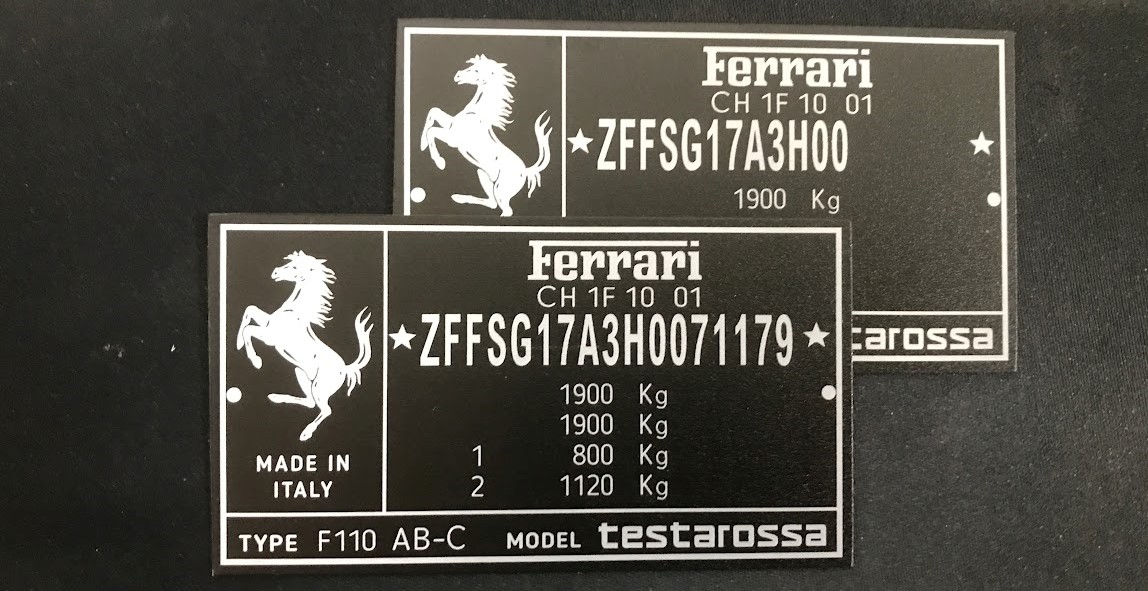 Ferrari
CH 1F 10 01
★ZFFSG17A3H00 ★
1900 Kg
tarossa
Ferrari
CH 1F 10 01
★ZFFSG17A3H0071179★
1900 Kg
1900 Kg
1 800 Kg
2 1120 Kg
MADE IN
ITALY
TYPE F110 AB-C MODEL testarossa